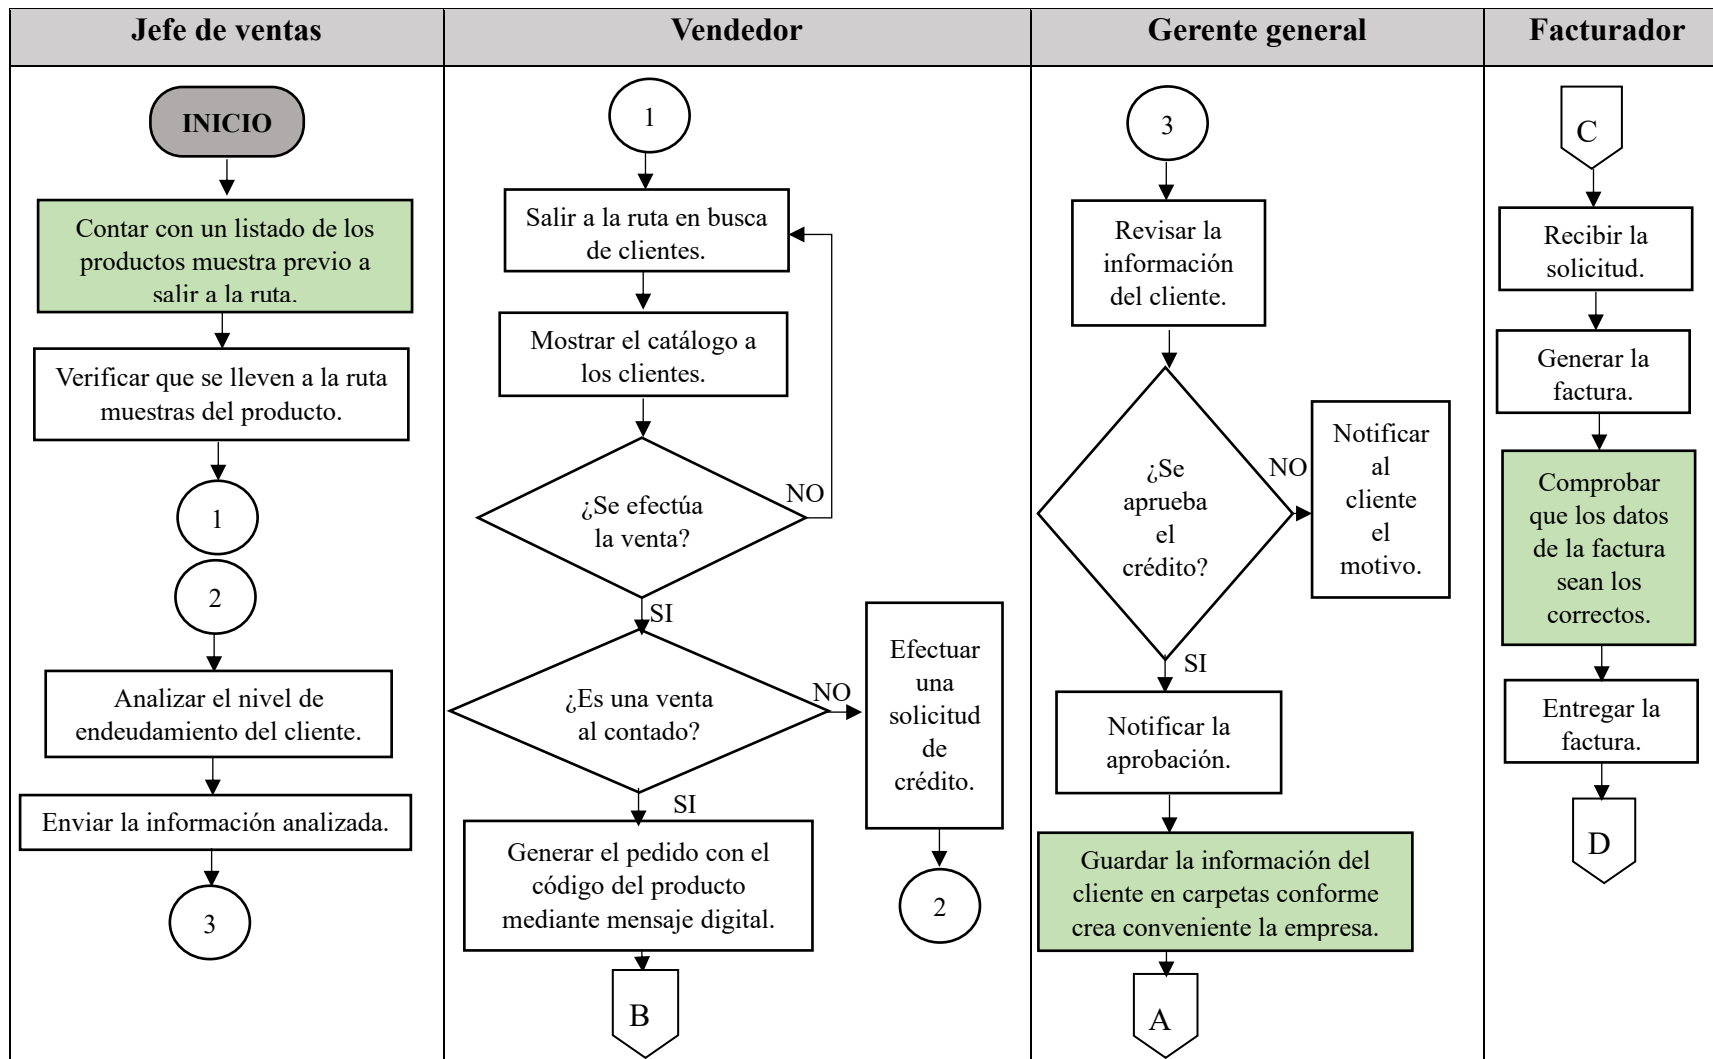 Jefe de ventas
Vendedor
Gerente general
Facturador
INICIO
Contar con un listado de los
productos muestra previo a
salir a la ruta.
Verificar que se lleven a la ruta
muestras del producto.
1
2
Analizar el nivel de
endeudamiento del cliente.
Enviar la información analizada.
3
1
Salir a la ruta en busca
de clientes.
Mostrar el catálogo a
los clientes.
¿Se efectúa
la venta?
NO
SI
¿Es una venta
al contado?
NO
SI
Efectuar
una
solicitud
de
crédito.
2
Generar el pedido con el
código del producto
mediante mensaje digital.
B
3
Revisar la
información
del cliente.
¿Se
aprueba
el
crédito?
NO
Notificar
al
cliente
el
motivo.
SI
Notificar la
aprobación.
Guardar la información del
cliente en carpetas conforme
crea conveniente la empresa.
A
C
Recibir la
solicitud.
Generar la
factura.
Comprobar
que los datos
de la factura
sean los
correctos.
Entregar la
factura.
D